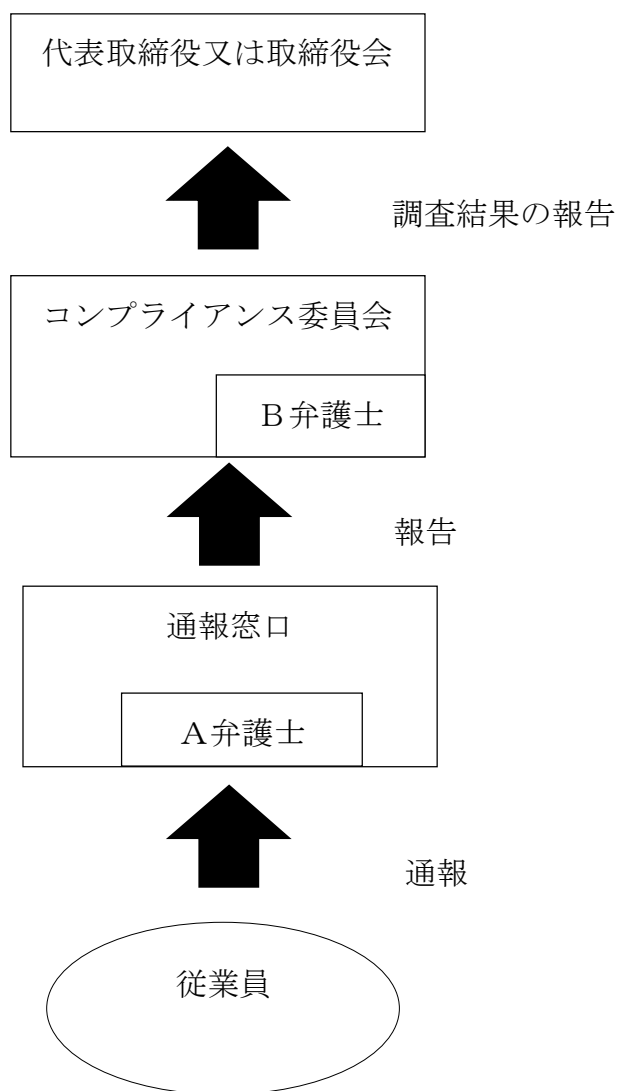 代表取締役又は取締役会
調査結果の報告
コンプライアンス委員会
Ｂ弁護士
報告
通報窓口
Ａ弁護士
通報
従業員